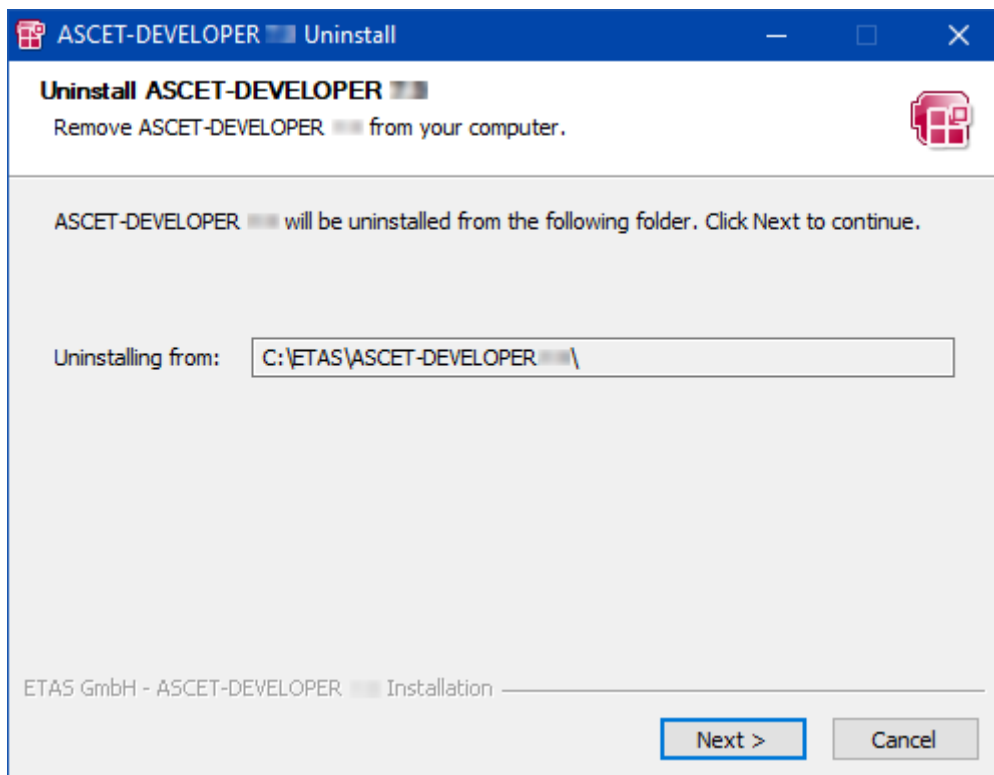 ASCET-DEVELOPER Uninstall
Uninstall ASCET-DEVELOPER
Remove ASCET-DEVELOPER from your computer.
ASCET-DEVELOPER will be uninstalled from the following folder. Click Next to continue.
Uninstalling from: C:\ETAS\ASCET-DEVELOPER \
ETAS GmbH - ASCET-DEVELOPER Installation
Next > Cancel